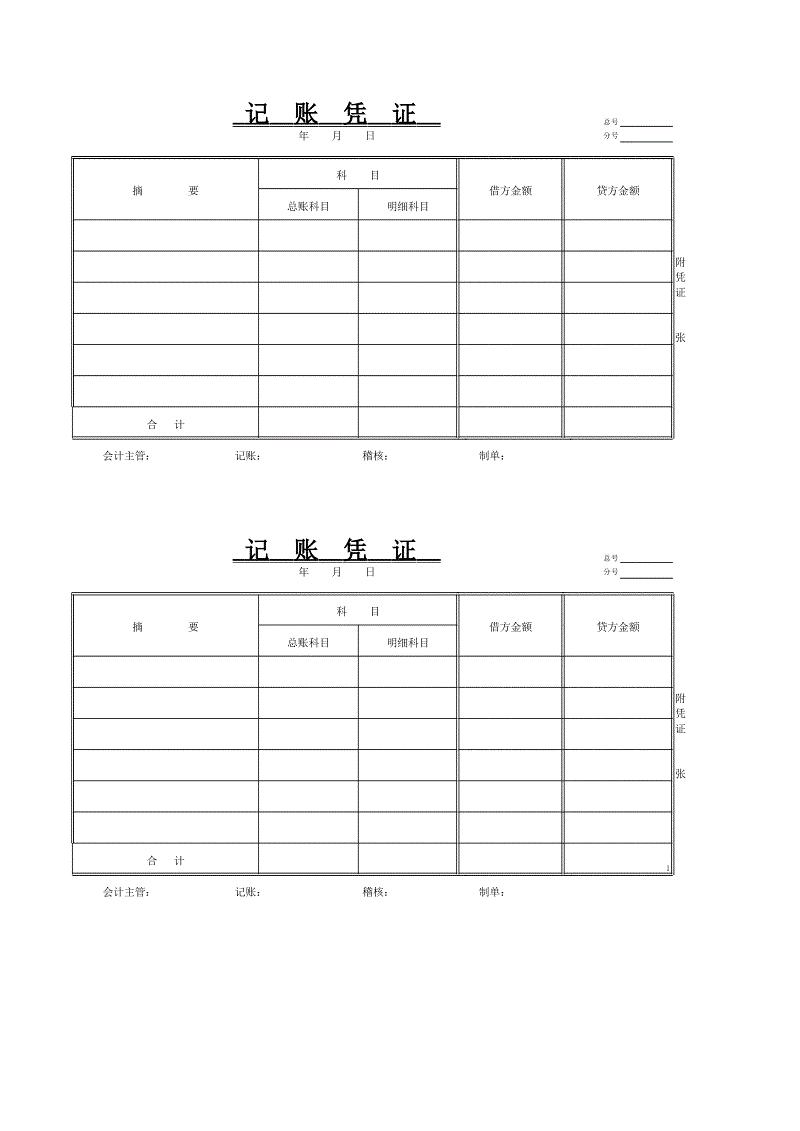 记 账 凭 证
总号
年 月 日
分号
摘 要
科 目
借方金额
贷方金额
总账科目
明细科目
附
凭
证
张
合 计
会计主管: 记账: 稽核: 制单:
记 账 凭 证
总号
年 月 日
分号
摘 要
科 目
借方金额
贷方金额
总账科目
明细科目
附
凭
证
张
合 计
1
会计主管: 记账: 稽核: 制单: